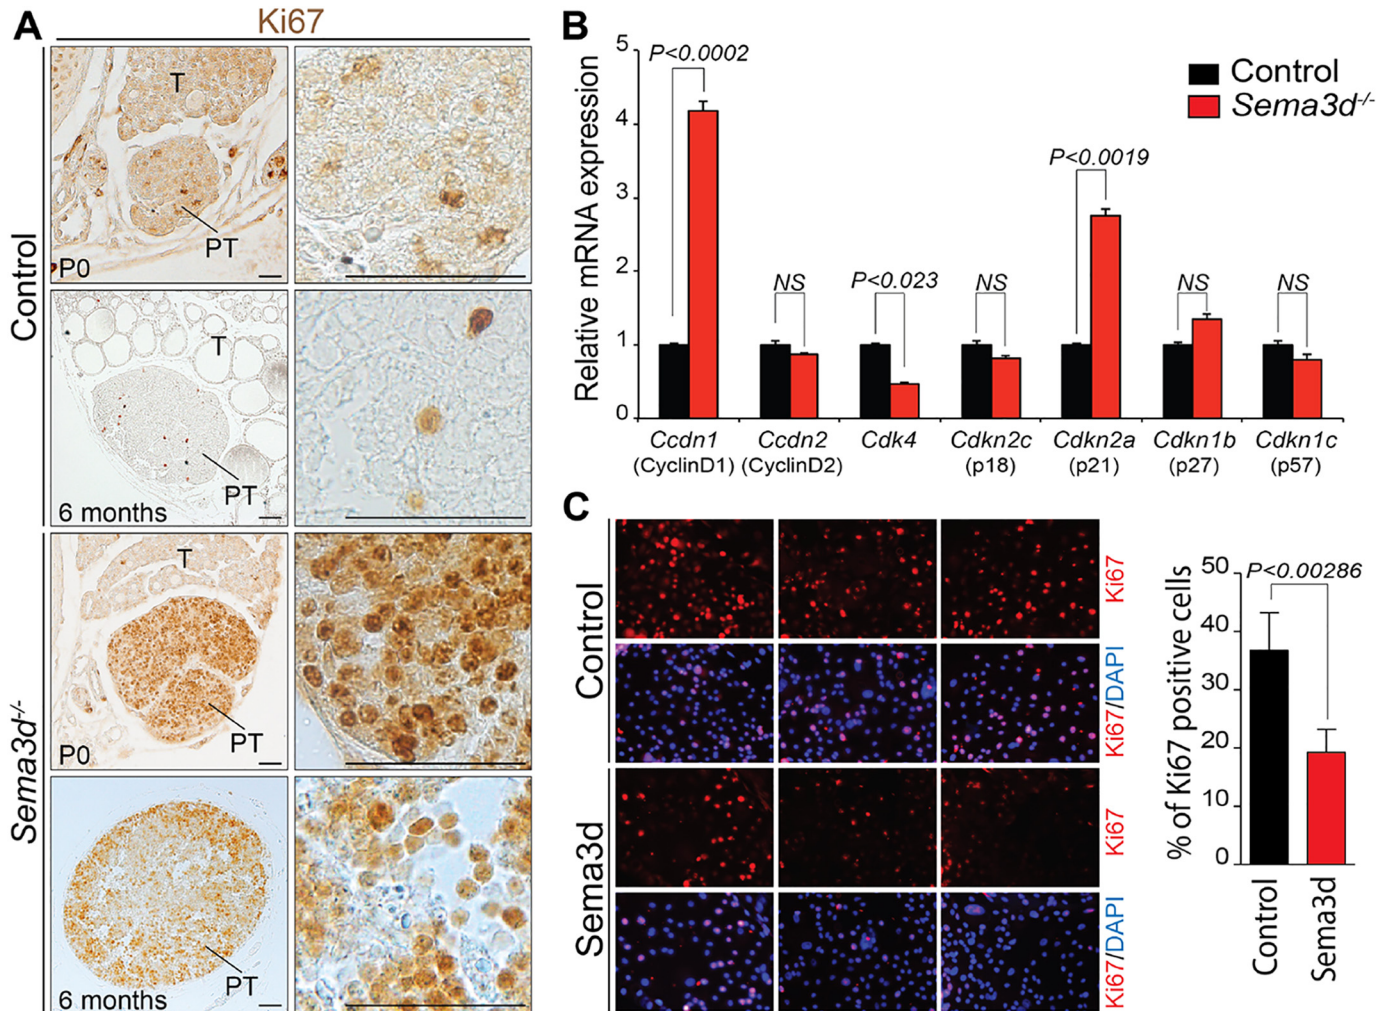 A
Ki67
Control
T
PT
P0
T
PT
6 months
Sema3d-/-
T
PT
P0
PT
6 months
B
Relative mRNA expression
5
4
3
2
1
0
P<0.0002
NS
P<0.023
NS
P<0.0019
NS
NS
Control
Sema3d-/-
Ccdn1 Ccdn2 Cdk4 Cdkn2c Cdkn2a Cdkn1b Cdkn1c
(CyclinD1) (CyclinD2) (p18) (p21) (p27) (p57)
C
Control
Ki67
Ki67/DAPI
Sema3d
Ki67
Ki67/DAPI
% of Ki67 positive cells
50
40
30
20
10
0
P<0.00286
Control
Sema3d